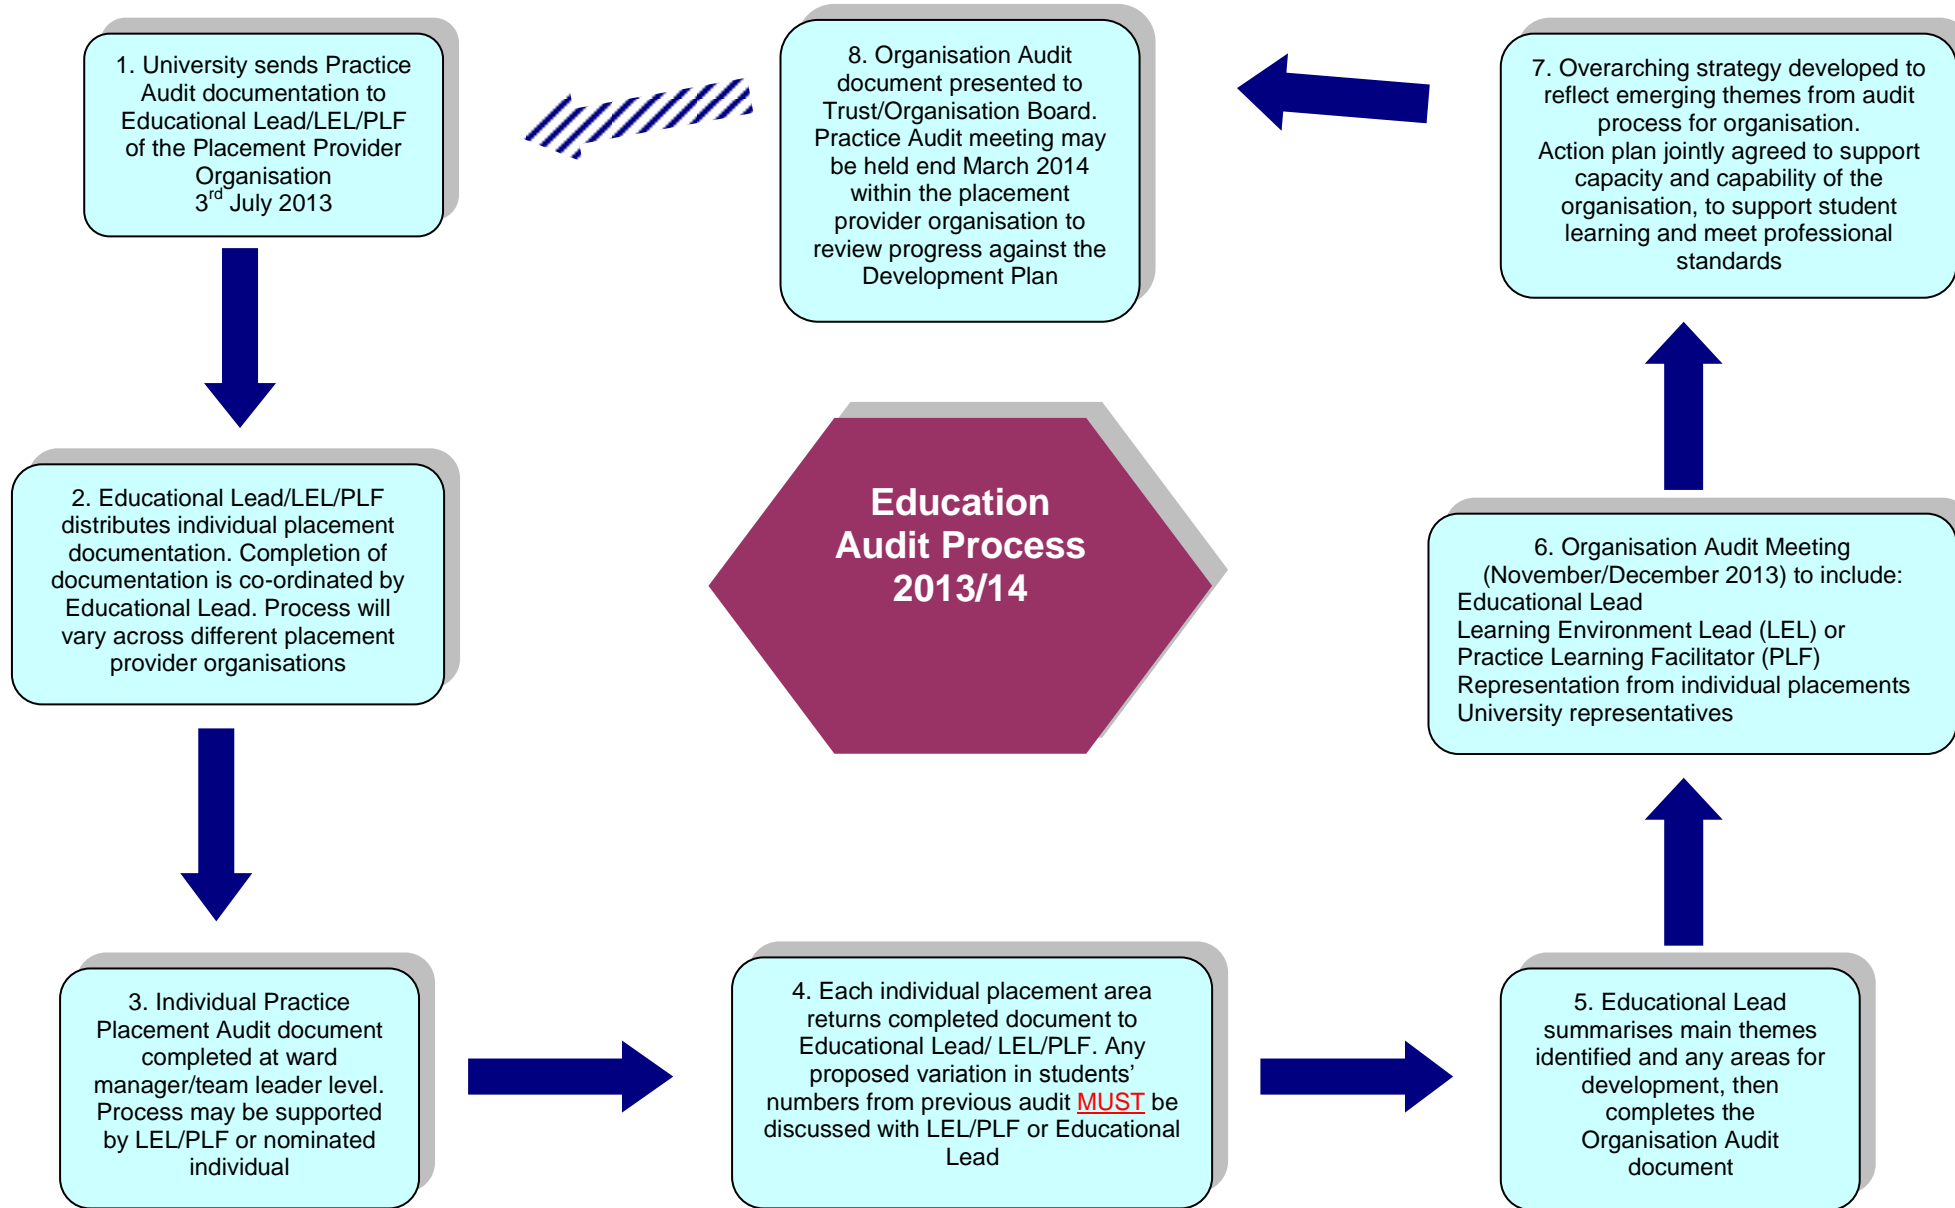 1. University sends Practice
Audit documentation to
Educational Lead/LEL/PLF
of the Placement Provider
Organisation
3rd July 2013
2. Educational Lead/LEL/PLF
distributes individual placement
documentation. Completion of
documentation is co-ordinated by
Educational Lead. Process will
vary across different placement
provider organisations
3. Individual Practice
Placement Audit document
completed at ward
manager/team leader level.
Process may be supported
by LEL/PLF or nominated
individual
4. Each individual placement area
returns completed document to
Educational Lead/ LEL/PLF. Any
proposed variation in students’
numbers from previous audit MUST be
discussed with LEL/PLF or Educational
Lead
5. Educational Lead
summarises main themes
identified and any areas for
development, then
completes the
Organisation Audit
document
6. Organisation Audit Meeting
(November/December 2013) to include:
Educational Lead
Learning Environment Lead (LEL) or
Practice Learning Facilitator (PLF)
Representation from individual placements
University representatives
7. Overarching strategy developed to
reflect emerging themes from audit
process for organisation.
Action plan jointly agreed to support
capacity and capability of the
organisation, to support student
learning and meet professional
standards
8. Organisation Audit
document presented to
Trust/Organisation Board.
Practice Audit meeting may
be held end March 2014
within the placement
provider organisation to
review progress against the
Development Plan
Education
Audit Process
2013/14